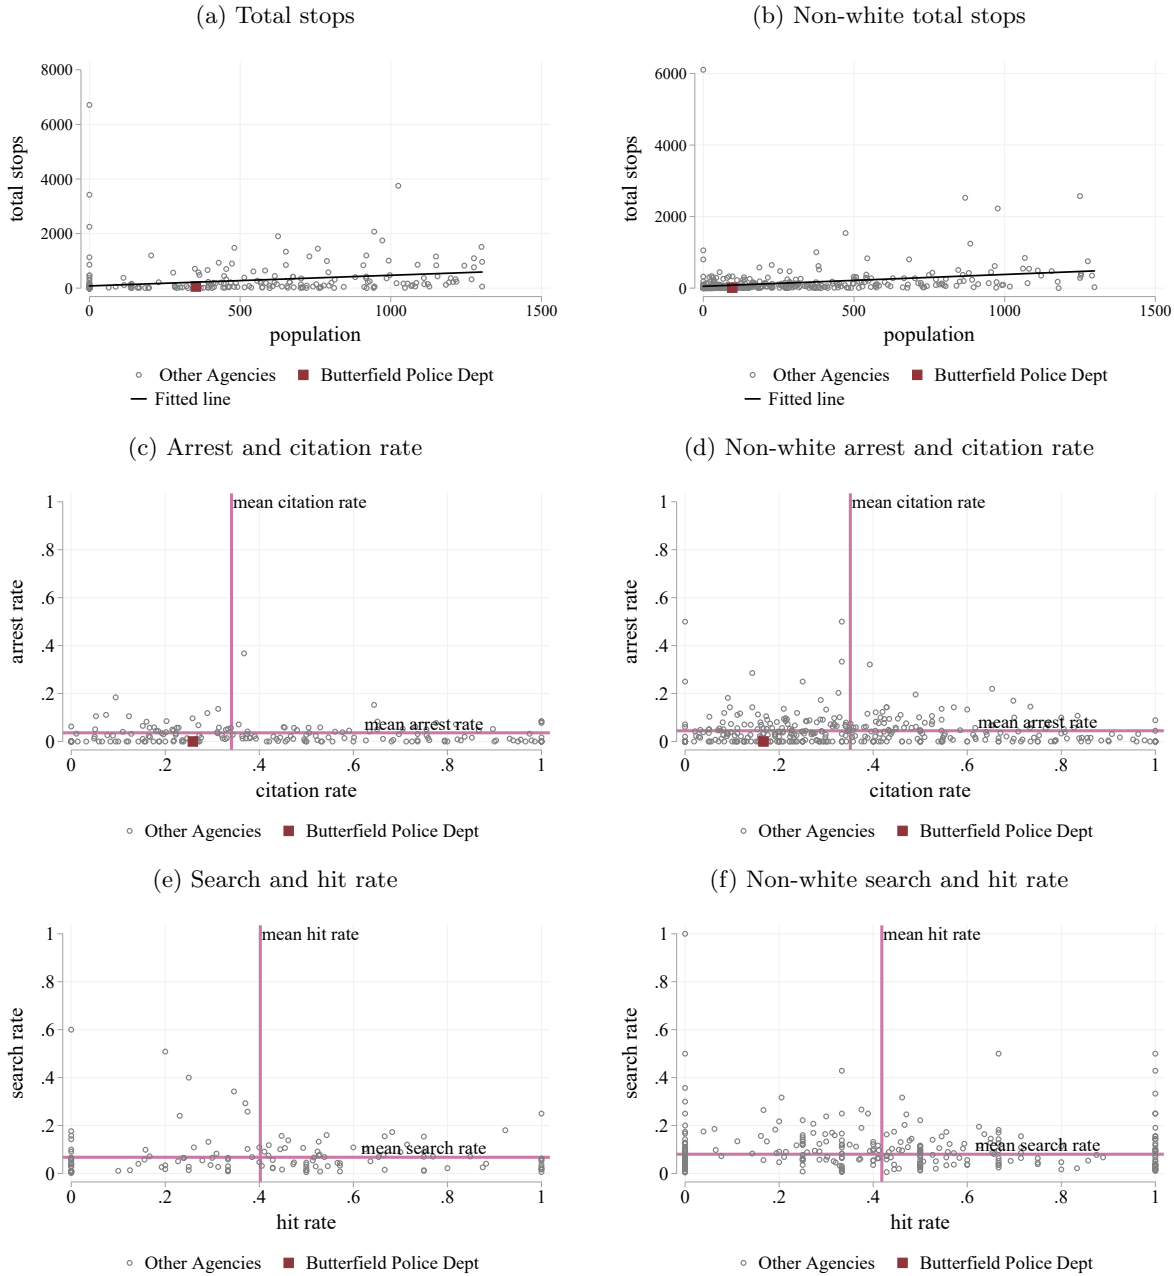 (a) Total stops
8000
6000
4000
2000
0
total stops
0 500 1000 1500
population
Other Agencies Butterfield Police Dept
Fitted line
(b) Non-white total stops
6000
4000
2000
0
total stops
0 500 1000 1500
population
Other Agencies Butterfield Police Dept
Fitted line
(c) Arrest and citation rate
mean citation rate
1
.8
.6
.4
.2
0
arrest rate
mean arrest rate
0 .2 .4 .6 .8 1
citation rate
Other Agencies Butterfield Police Dept
(d) Non-white arrest and citation rate
mean citation rate
1
.8
.6
.4
.2
0
arrest rate
mean arrest rate
0 .2 .4 .6 .8 1
citation rate
Other Agencies Butterfield Police Dept
(e) Search and hit rate
mean hit rate
1
.8
.6
.4
.2
0
search rate
mean search rate
0 .2 .4 .6 .8 1
hit rate
Other Agencies Butterfield Police Dept
(f) Non-white search and hit rate
mean hit rate
1
.8
.6
.4
.2
0
search rate
mean search rate
0 .2 .4 .6 .8 1
hit rate
Other Agencies Butterfield Police Dept